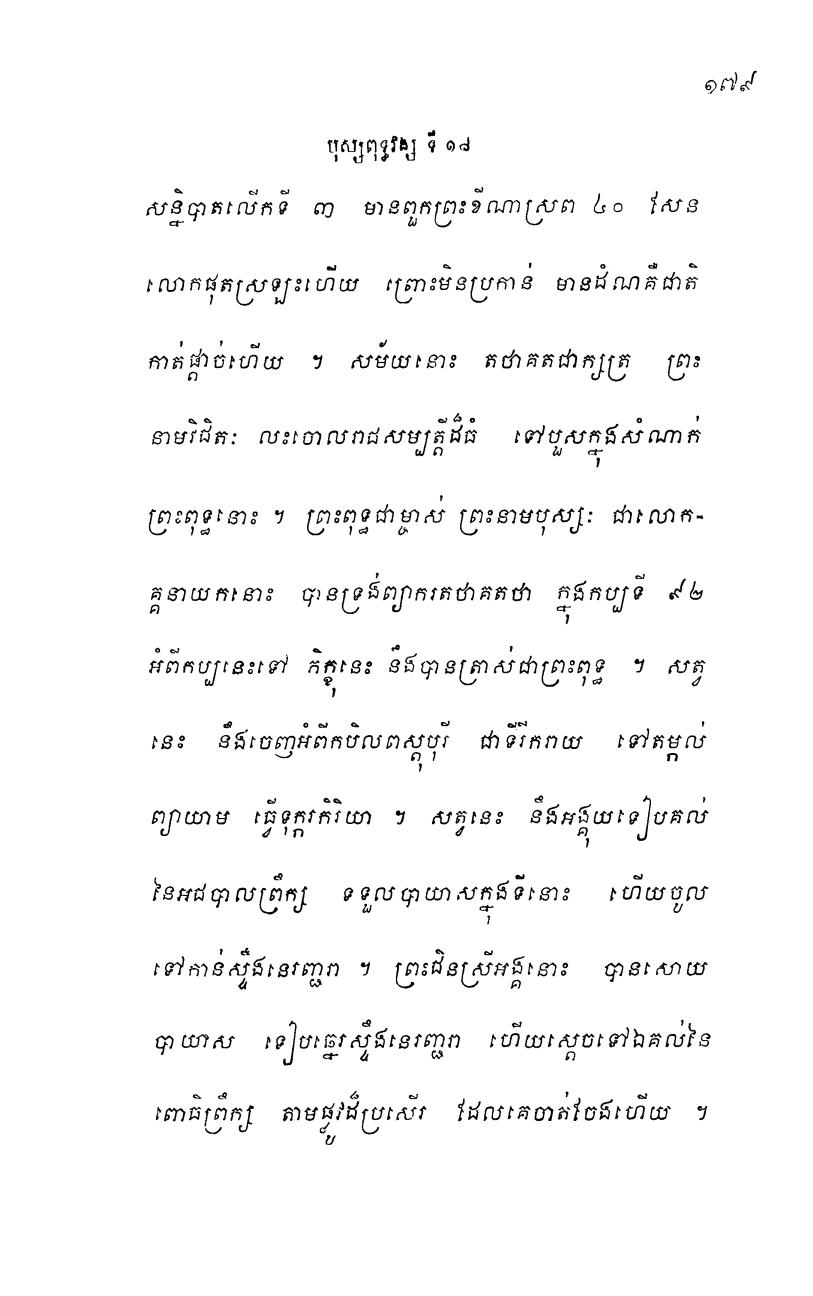 ១៧៩
បុស្សពុទ្ធវង្ស ទី ១៨
សន្និបាតលើកទី ៣ មានពួកព្រះខីណាស្រព ៤០ សែន
លោកផុតស្រឡះហើយ ព្រោះមិនប្រកាន់ មានដំណគឺជាតិ
កាត់ផ្តាច់ហើយ ។ សម័យនោះ តថាគតជាក្សត្រ ព្រះ
នាមវិជិតៈ លះចោលរាជសម្បត្តិដ៏ធំ ទៅបួសក្នុងសំណាក់
ព្រះពុទ្ធនោះ ។ ព្រះពុទ្ធជាម្ចាស់ ព្រះនាមបុស្សៈ ជាលោក-
គ្គនាយកនោះ បានទ្រង់ព្យាករតថាគតថា ក្នុងកប្បទី ៩២
អំពីកប្បនេះទៅ ភិក្ខុនេះ នឹងបានត្រាស់ជាព្រះពុទ្ធ ។ សត្វ
នេះ នឹងចេញអំពីកបិលពស្តុបុរី ជាទីរីករាយ ទៅតម្កល់
ព្យាយាម ធ្វើទុក្ករកិរិយា ។ សត្វនេះ នឹងអង្គុយទៀបគល់
នៃអជបាលព្រឹក្ស ទទួលបាយាសក្នុងទីនោះ ហើយចូល
ទៅកាន់ស្ទឹងនេរញ្ជរា ។ ព្រះជិនស្រីអង្គនោះ បានសោយ
បាយាស ទៀបឆ្នេរស្ទឹងនេរញ្ជរា ហើយស្តេចទៅឯគល់នៃ
ពោធិព្រឹក្ស តាមផ្លូវដ៏ប្រសើរ ដែលគេចាត់ចែងហើយ ។